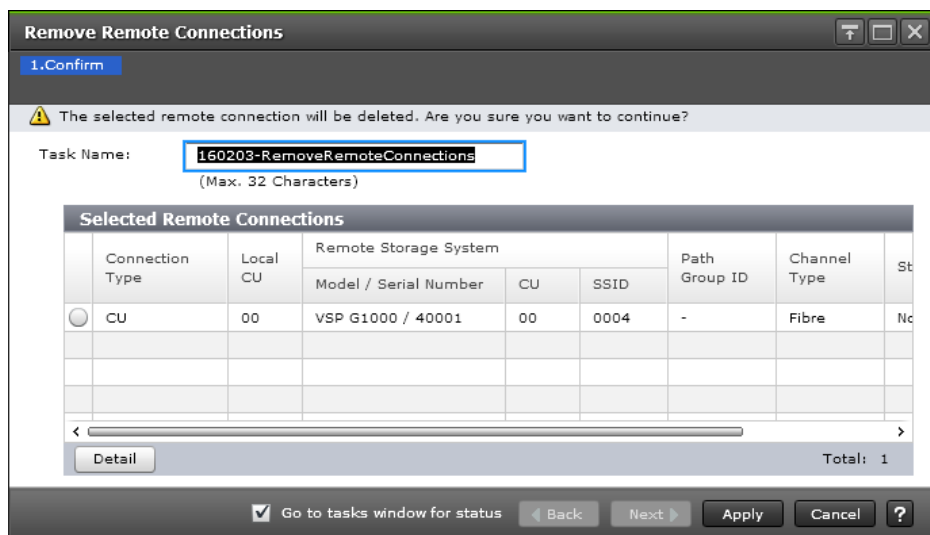 Remove Remote Connections
1.Confirm
The selected remote connection will be deleted. Are you sure you want to continue?
Task Name: 160203-RemoveRemoteConnections
(Max. 32 Characters)
Selected Remote Connections
Connection Type Local CU Remote Storage System Path Group ID Channel Type St
Model / Serial Number CU SSID
CU 00 VSP G1000 / 40001 00 0004 - Fibre No
Detail Total: 1
Go to tasks window for status Back Next Apply Cancel ?